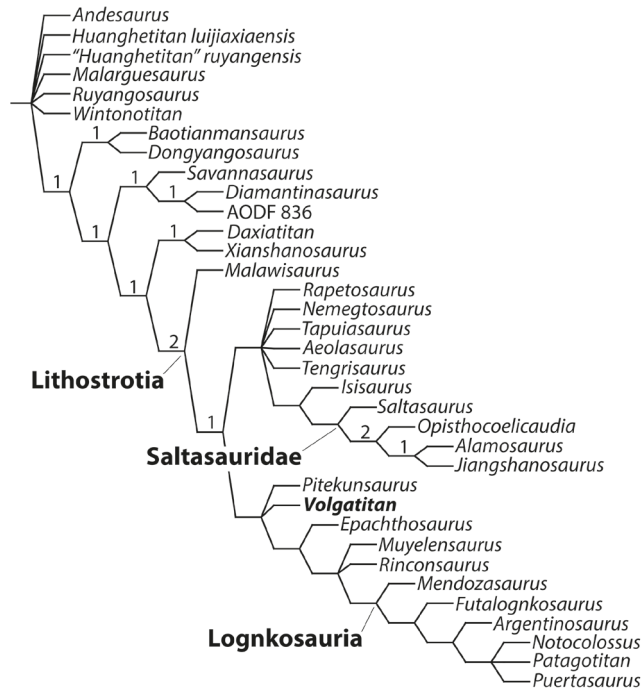 Andesaurus
Huanghetitan luijiaxiaensis
“Huanghetitan” ruyangensis
Malarguesaurus
Ruyangosaurus
Wintonotitan
1
Baotianmansaurus
Dongyangosaurus
1
Savannasaurus
1
1
Diamantinasaurus
AODF 836
1
1
Daxiatitan
Xianshanosaurus
1
Malawisaurus
2
Lithostrotia
Rapetosaurus
Nemegtosaurus
Tapuiasaurus
Aeolasaurus
Tengrisaurus
Isisaurus
1
Saltasaurus
Saltasauridae
2
Opisthocoelicaudia
1
Alamosaurus
Jiangshanosaurus
Pitekunsaurus
Volgatitan
Epachthosaurus
Muyelensaurus
Rinconsaurus
Mendozasaurus
Lognkosauria
Futalognkosaurus
Argentinosaurus
Notocolossus
Patagotitan
Puertasaurus